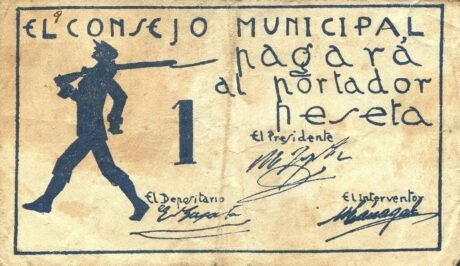 EL CONSEJO MUNICIPAL
pagará
al portador
1 peseta
El Presidente
El Depositario
El Interventor